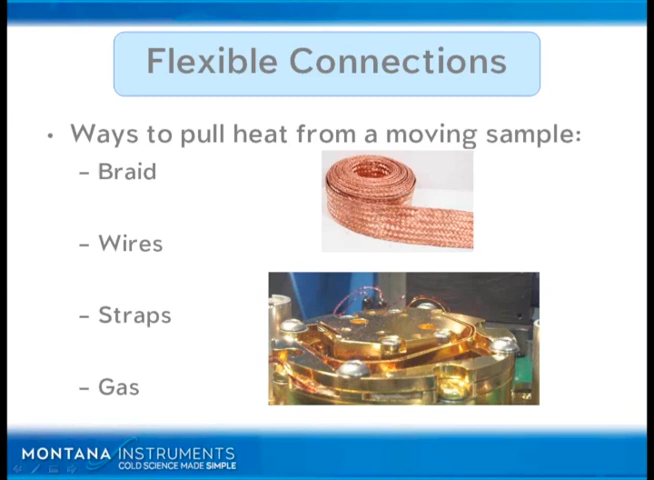 Flexible Connections
• Ways to pull heat from a moving sample:
– Braid
– Wires
– Straps
– Gas
MONTANA INSTRUMENTS
COLD SCIENCE MADE SIMPLE